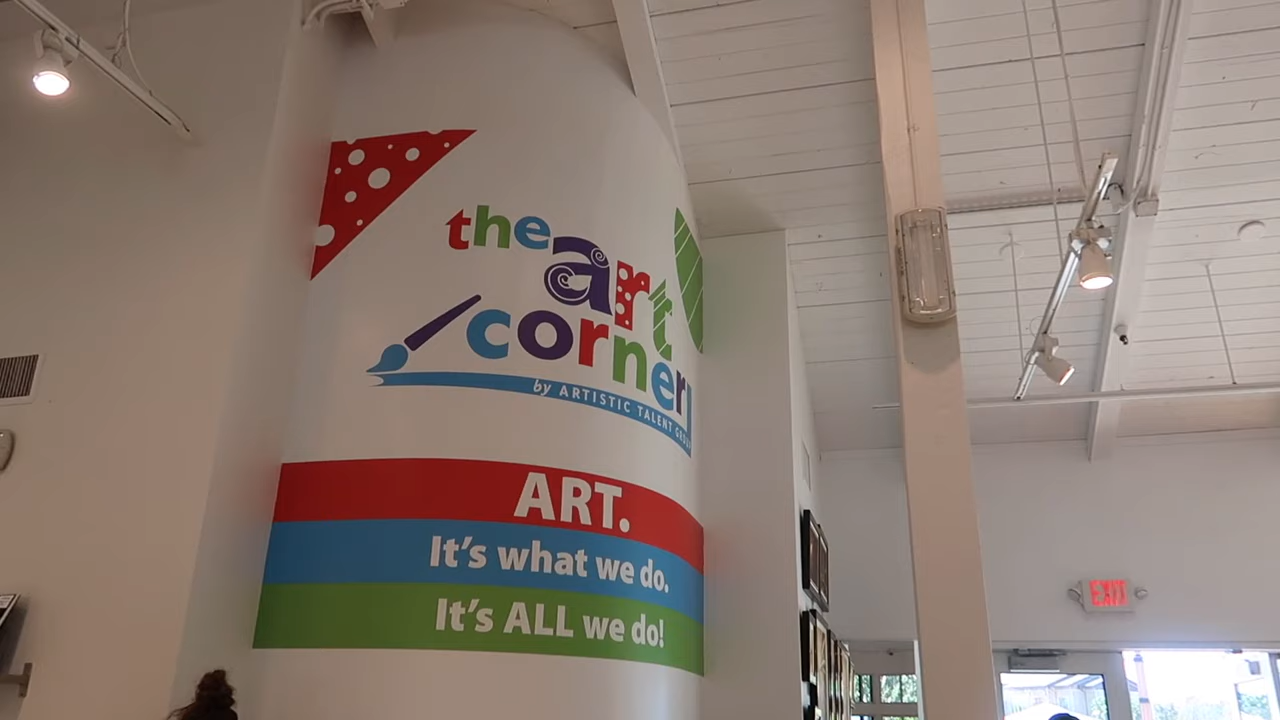 the
art
corner
by ARTISTIC TALENT GROUP
ART.
It's what we do.
It's ALL we do!
EXIT